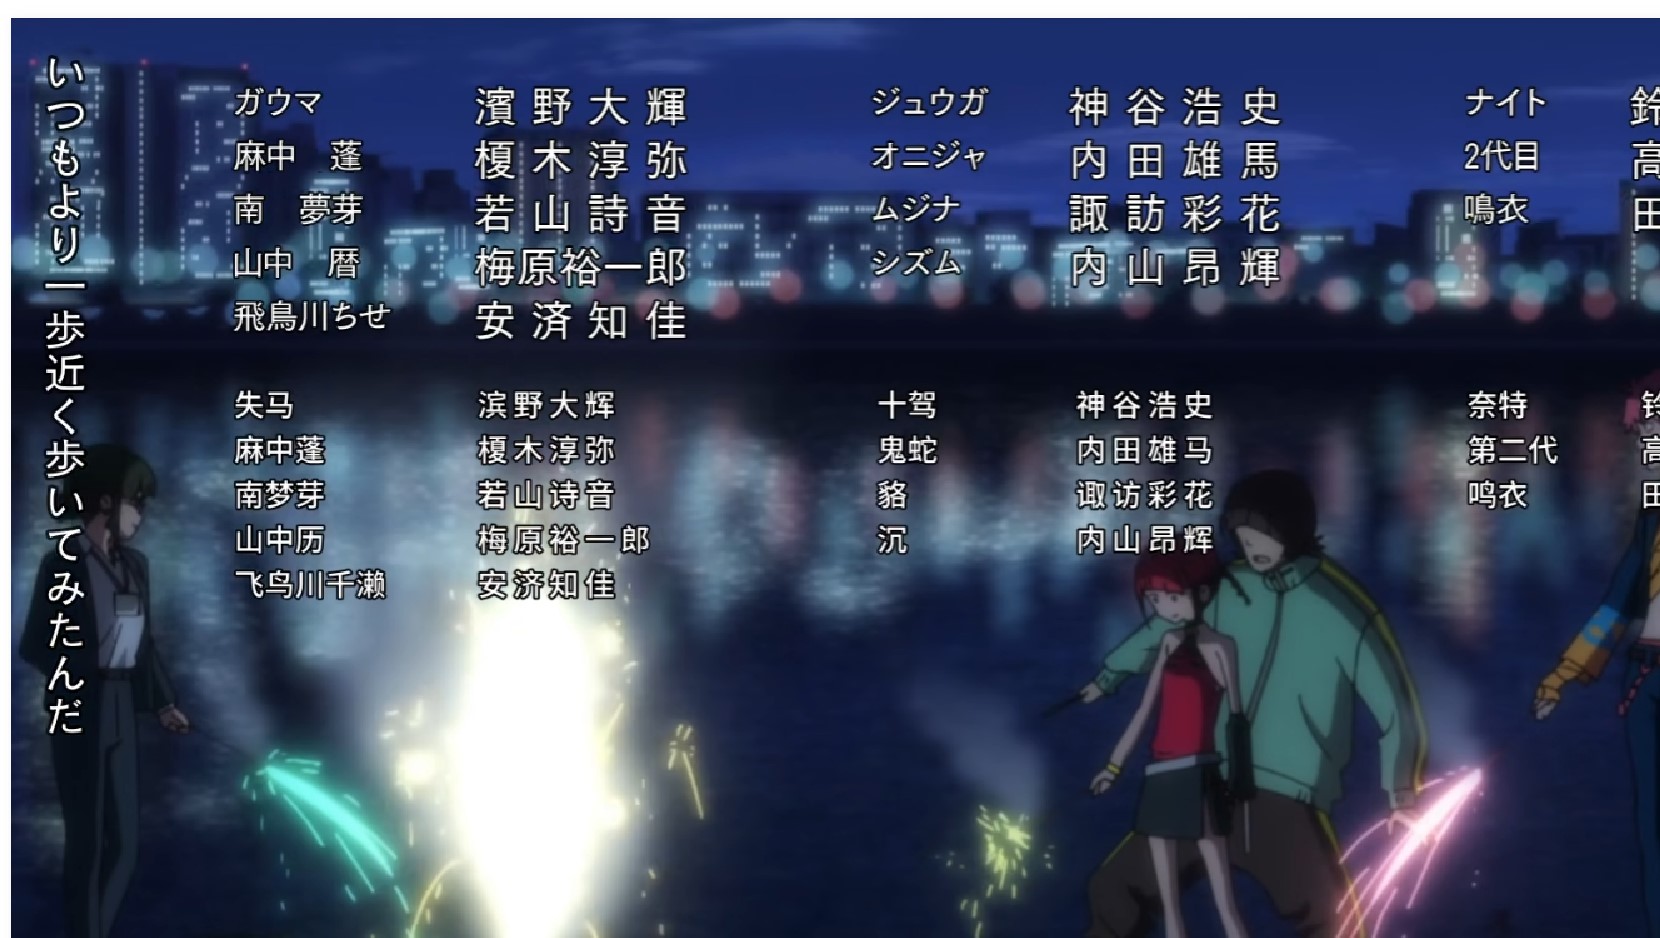 いつもより一歩近く歩いてみたんだ
ガウマ 濱野大輝 ジュウガ 神谷浩史 ナイト 鈴
麻中 蓬 榎木淳弥 オニジャ 内田雄馬 2代目 高
南 夢芽 若山詩音 ムジナ 諏訪彩花 鳴衣 田
山中 暦 梅原裕一郎 シズム 内山昂輝
飛鳥川ちせ 安済知佳
失马 滨野大辉 十驾 神谷浩史 奈特 铃
麻中蓬 榎木淳弥 鬼蛇 内田雄马 第二代 高
南梦芽 若山诗音 貉 诹访彩花 鸣衣 田
山中历 梅原裕一郎 沉 内山昂辉
飞鸟川千濑 安济知佳